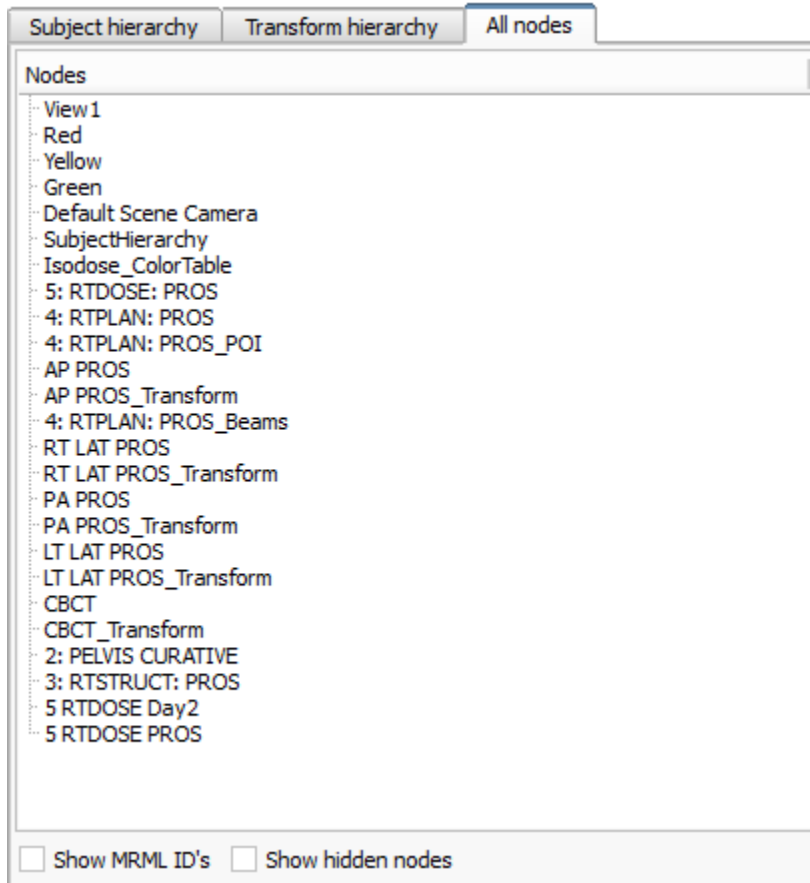 Subject hierarchy Transform hierarchy All nodes
Nodes
View1
Red
Yellow
Green
Default Scene Camera
SubjectHierarchy
Isodose_ColorTable
5: RTDOSE: PROS
4: RTPLAN: PROS
4: RTPLAN: PROS_POI
AP PROS
AP PROS_Transform
4: RTPLAN: PROS_Beams
RT LAT PROS
RT LAT PROS_Transform
PA PROS
PA PROS_Transform
LT LAT PROS
LT LAT PROS_Transform
CBCT
CBCT_Transform
2: PELVIS CURATIVE
3: RTSTRUCT: PROS
5 RTDOSE Day2
5 RTDOSE PROS
Show MRML ID's Show hidden nodes